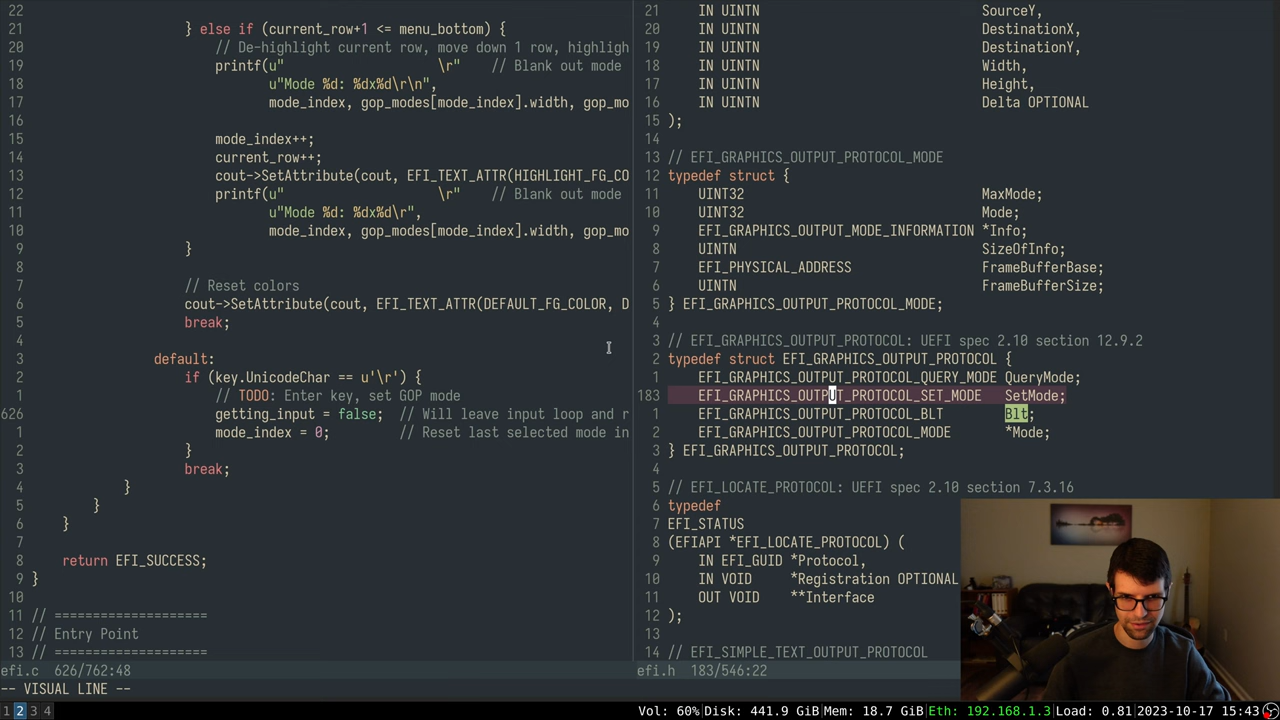 22
21 } else if (current_row+1 <= menu_bottom) {
20 // De-highlight current row, move down 1 row, highligh
19 printf(u"                    \r"    // Blank out mode
18 u"Mode %d: %dx%d\r\n",
17 mode_index, gop_modes[mode_index].width, gop_mo
16
15 mode_index++;
14 current_row++;
13 cout->SetAttribute(cout, EFI_TEXT_ATTR(HIGHLIGHT_FG_CO
12 printf(u"                    \r"    // Blank out mode
11 u"Mode %d: %dx%d\r",
10 mode_index, gop_modes[mode_index].width, gop_mo
9 }
8
7 // Reset colors
6 cout->SetAttribute(cout, EFI_TEXT_ATTR(DEFAULT_FG_COLOR, D
5 break;
4
3 default:
2 if (key.UnicodeChar == u'\r') {
1 // TODO: Enter key, set GOP mode
626 getting_input = false;  // Will leave input loop and r
1 mode_index = 0;         // Reset last selected mode in
2 }
3 break;
4 }
5 }
6 }
7
8 return EFI_SUCCESS;
9 }
10
11 // ====================
12 // Entry Point
13 // ====================
efi.c 626/762:48
21 IN UINTN SourceY,
20 IN UINTN DestinationX,
19 IN UINTN DestinationY,
18 IN UINTN Width,
17 IN UINTN Height,
16 IN UINTN Delta OPTIONAL
15 );
14
13 // EFI_GRAPHICS_OUTPUT_PROTOCOL_MODE
12 typedef struct {
11 UINT32 MaxMode;
10 UINT32 Mode;
9 EFI_GRAPHICS_OUTPUT_MODE_INFORMATION *Info;
8 UINTN SizeOfInfo;
7 EFI_PHYSICAL_ADDRESS FrameBufferBase;
6 UINTN FrameBufferSize;
5 } EFI_GRAPHICS_OUTPUT_PROTOCOL_MODE;
4
3 // EFI_GRAPHICS_OUTPUT_PROTOCOL: UEFI spec 2.10 section 12.9.2
2 typedef struct EFI_GRAPHICS_OUTPUT_PROTOCOL {
1 EFI_GRAPHICS_OUTPUT_PROTOCOL_QUERY_MODE QueryMode;
183 EFI_GRAPHICS_OUTPUT_PROTOCOL_SET_MODE SetMode;
1 EFI_GRAPHICS_OUTPUT_PROTOCOL_BLT Blt;
2 EFI_GRAPHICS_OUTPUT_PROTOCOL_MODE *Mode;
3 } EFI_GRAPHICS_OUTPUT_PROTOCOL;
4
5 // EFI_LOCATE_PROTOCOL: UEFI spec 2.10 section 7.3.16
6 typedef
7 EFI_STATUS
8 (EFIAPI *EFI_LOCATE_PROTOCOL) (
9 IN EFI_GUID *Protocol,
10 IN VOID *Registration OPTIONAL
11 OUT VOID **Interface
12 );
13
14 // EFI_SIMPLE_TEXT_OUTPUT_PROTOCOL
efi.h 183/546:22
-- VISUAL LINE --
1 2 3 4
Vol: 60%|Disk: 441.9 GiB|Mem: 18.7 GiB|Eth: 192.168.1.3|Load: 0.81|2023-10-17 15:43